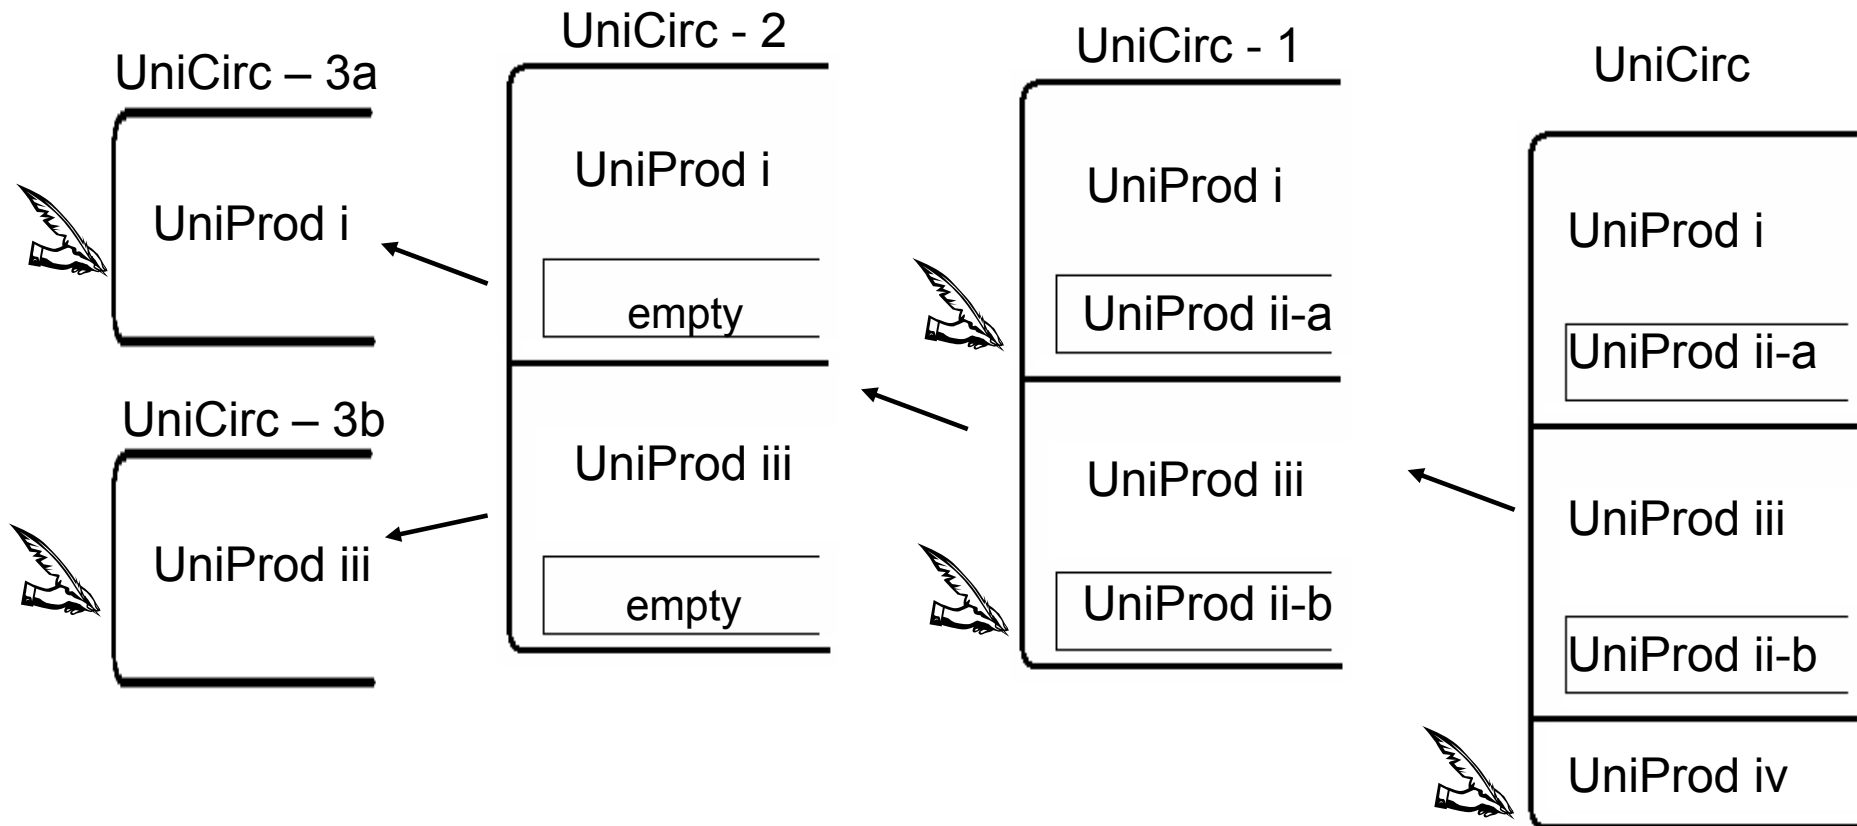 UniCirc – 3a
UniProd i
UniCirc – 3b
UniProd iii
UniCirc - 2
UniProd i
empty
UniProd iii
empty
UniCirc - 1
UniProd i
UniProd ii-a
UniProd iii
UniProd ii-b
UniCirc
UniProd i
UniProd ii-a
UniProd iii
UniProd ii-b
UniProd iv